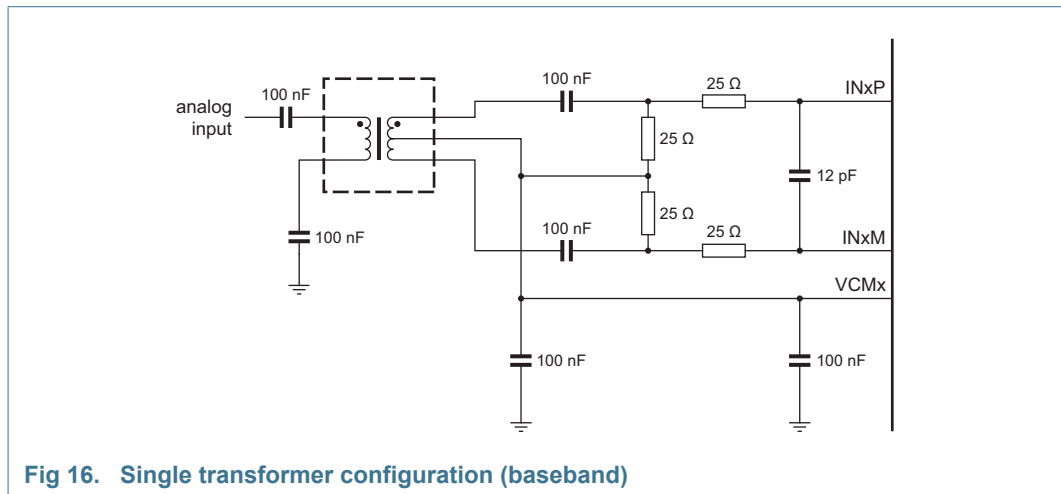 100 nF
25 Ω
INxP
analog
input
100 nF
25 Ω
12 pF
25 Ω
100 nF
25 Ω
100 nF
INxM
VCMx
100 nF
100 nF
Fig 16. Single transformer configuration (baseband)